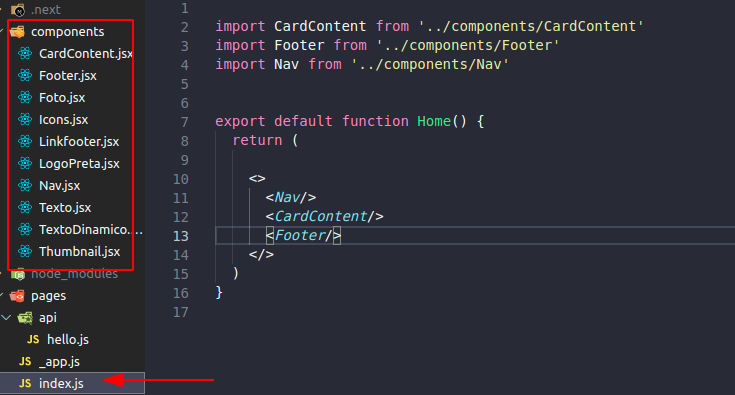 .next
components
CardContent.jsx
Footer.jsx
Foto.jsx
Icons.jsx
Linkfooter.jsx
LogoPreta.jsx
Nav.jsx
Texto.jsx
TextoDinamico....
Thumbnail.jsx
node_modules
pages
api
JS hello.js
JS _app.js
JS index.js
1
2 import CardContent from '../components/CardContent'
3 import Footer from '../components/Footer'
4 import Nav from '../components/Nav'
5
6
7 export default function Home() {
8 return (
9
10 <>
11 <Nav/>
12 <CardContent/>
13 <Footer/>
14 </>
15 )
16 }
17